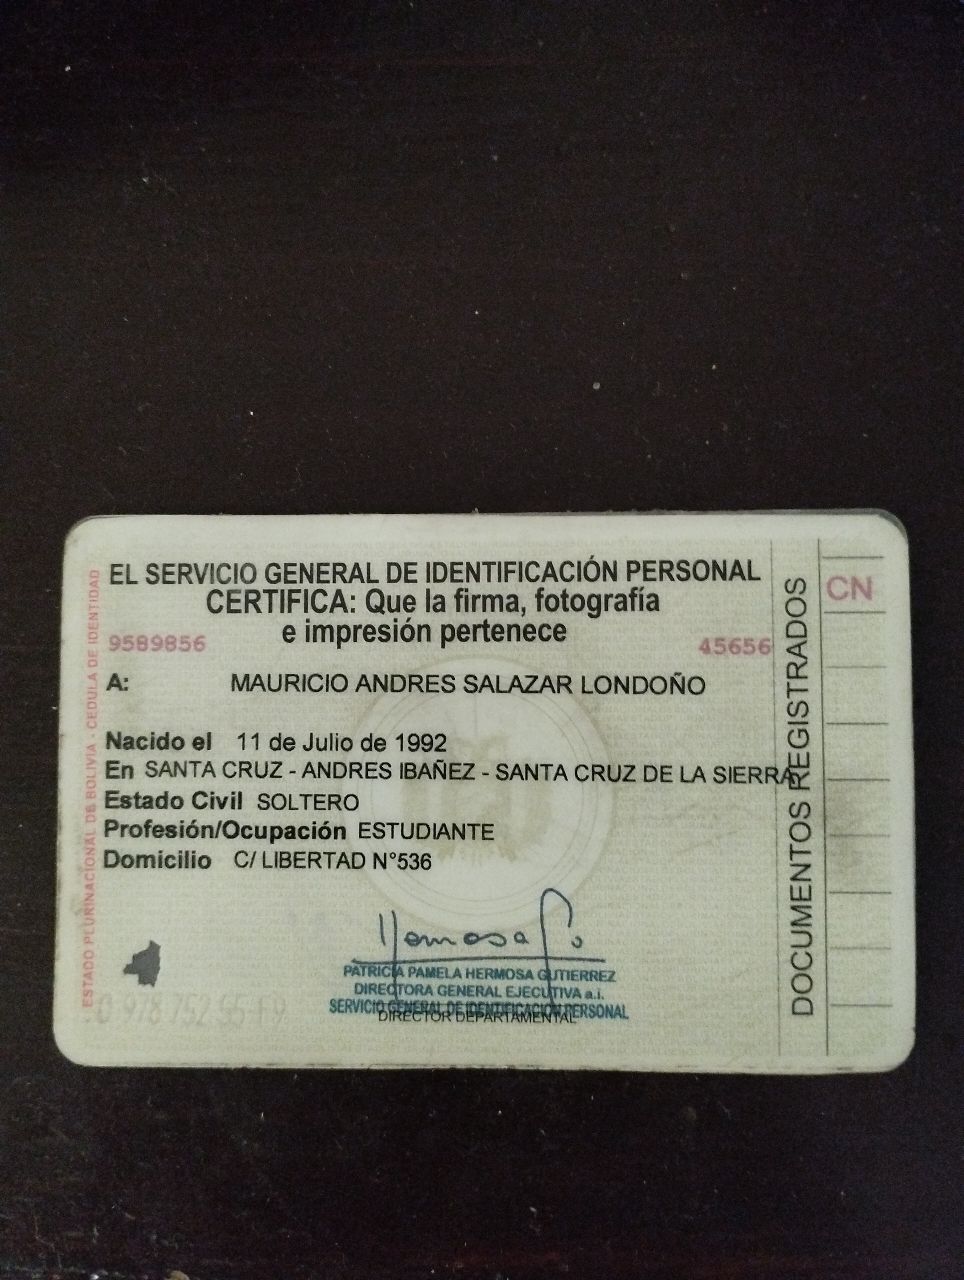 EL SERVICIO GENERAL DE IDENTIFICACIÓN PERSONAL
CERTIFICA: Que la firma, fotografía
e impresión pertenece
9589856
45656
A: MAURICIO ANDRES SALAZAR LONDOÑO
Nacido el 11 de Julio de 1992
En SANTA CRUZ - ANDRES IBAÑEZ - SANTA CRUZ DE LA SIERRA
Estado Civil SOLTERO
Profesión/Ocupación ESTUDIANTE
Domicilio C/ LIBERTAD N°536
Hermosa
PATRICIA PAMELA HERMOSA GUTIERREZ
DIRECTORA GENERAL EJECUTIVA a.i.
SERVICIO GENERAL DE IDENTIFICACIÓN PERSONAL
DIRECTOR DEPARTAMENTAL
ESTADO PLURINACIONAL DE BOLIVIA - CEDULA DE IDENTIDAD
DOCUMENTOS REGISTRADOS
CN